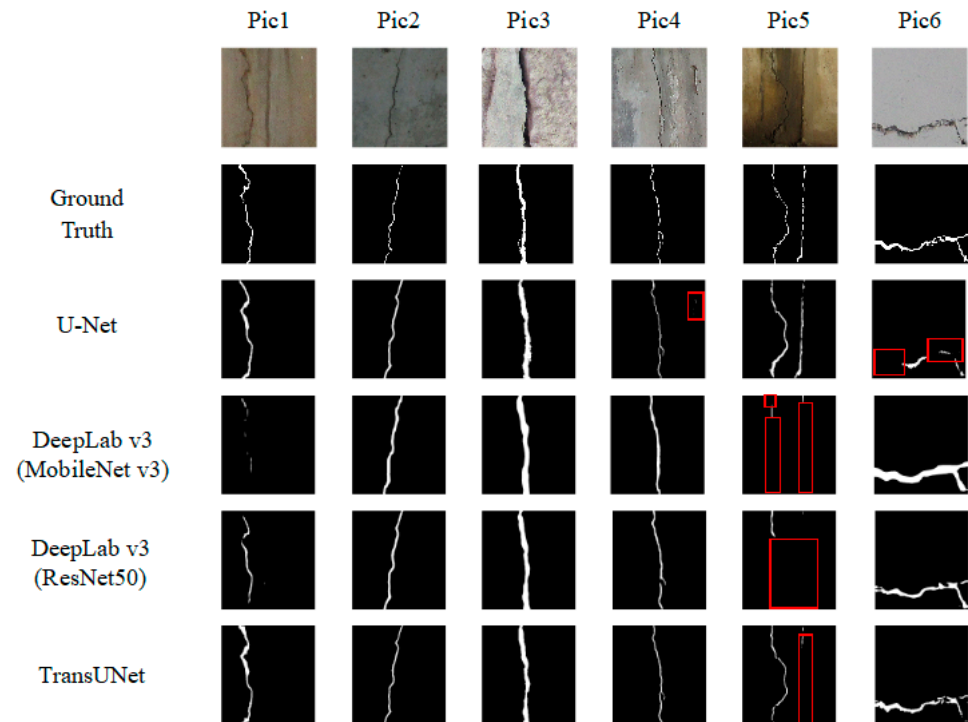 Pic1 Pic2 Pic3 Pic4 Pic5 Pic6
Ground
Truth
U-Net
DeepLab v3
(MobileNet v3)
DeepLab v3
(ResNet50)
TransUNet